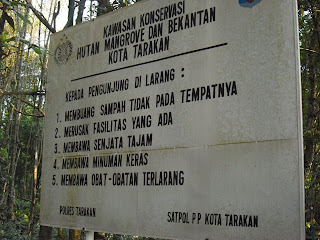 KAWASAN KONSERVASI
HUTAN MANGROVE DAN BEKANTAN
KOTA TARAKAN
KEPADA PENGUNJUNG DI LARANG :
1. MEMBUANG SAMPAH TIDAK PADA TEMPATNYA
2. MERUSAK FASILITAS YANG ADA
3. MEMBAWA SENJATA TAJAM
4. MEMBAWA MINUMAN KERAS
5. MEMBAWA OBAT-OBATAN TERLARANG
POLRES TARAKAN
SATPOL PP KOTA TARAKAN